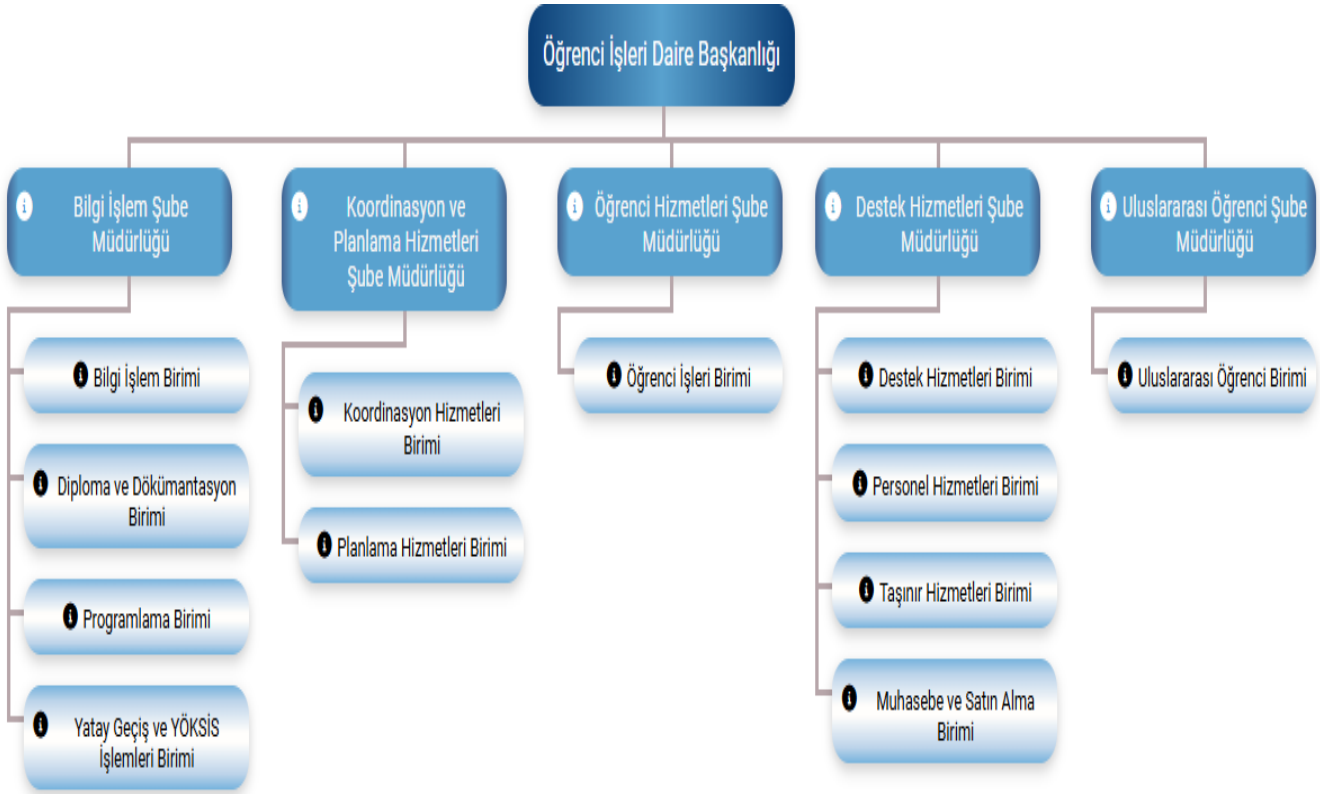 Öğrenci İşleri Daire Başkanlığı
Bilgi İşlem Şube
Müdürlüğü
Bilgi İşlem Birimi
Diploma ve Dökümantasyon
Birimi
Programlama Birimi
Yatay Geçiş ve YÖKSİS
İşlemleri Birimi
Koordinasyon ve
Planlama Hizmetleri
Şube Müdürlüğü
Koordinasyon Hizmetleri
Birimi
Planlama Hizmetleri Birimi
Öğrenci Hizmetleri Şube
Müdürlüğü
Öğrenci İşleri Birimi
Destek Hizmetleri Şube
Müdürlüğü
Destek Hizmetleri Birimi
Personel Hizmetleri Birimi
Taşınır Hizmetleri Birimi
Muhasebe ve Satın Alma
Birimi
Uluslararası Öğrenci Şube
Müdürlüğü
Uluslararası Öğrenci Birimi